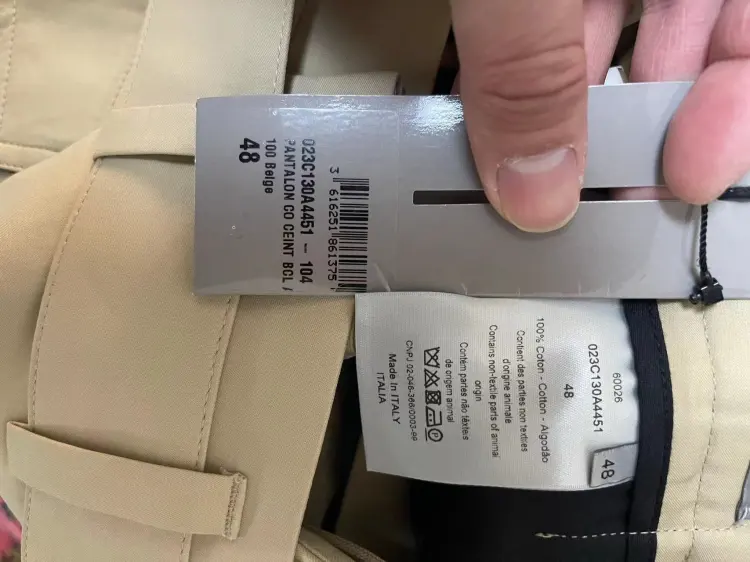 023C130A4451 - 104
PANTALON CO CEINT BCL /
100 Beige
48
3 616251 861375
60026
023C130A4451
48
100% Coton - Cotton - Algodão
Contient des parties non textiles
d'origine animale
Contains non-textile parts of animal
origin
Contém partes não têxteis
de origem animal
CNPJ 02-046-366/0003-99
Made in ITALY
ITALIA
48